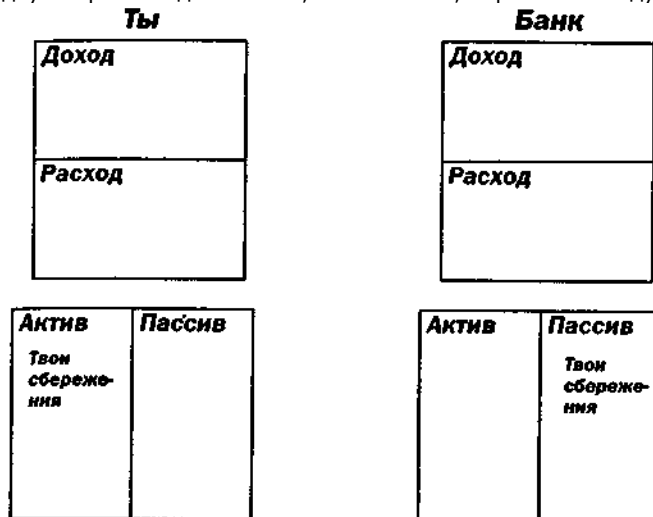 Ты
Банк
Доход
Доход
Расход
Расход
Актив
Пассив
Твои
сбереже-
ния
Актив
Пассив
Твои
сбереже-
ния